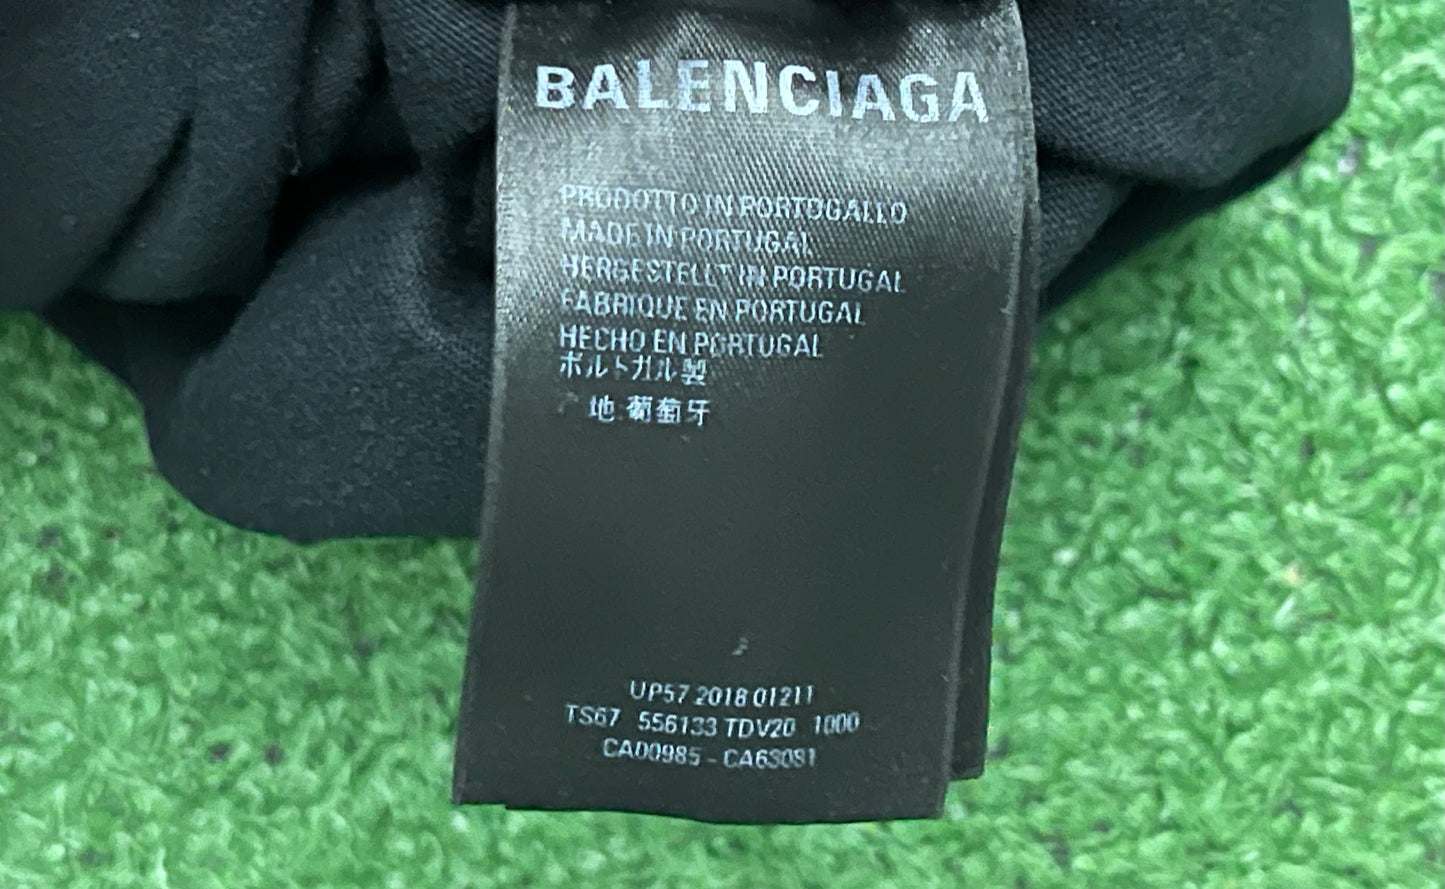 BALENCIAGA
PRODOTTO IN PORTOGALLO
MADE IN PORTUGAL
HERGESTELLT IN PORTUGAL
FABRIQUE EN PORTUGAL
HECHO EN PORTUGAL
ポルトガル製
地:葡萄牙
UP57 2018 01211
TS67 556133 TDV20 1000
CA00985 - CA63081